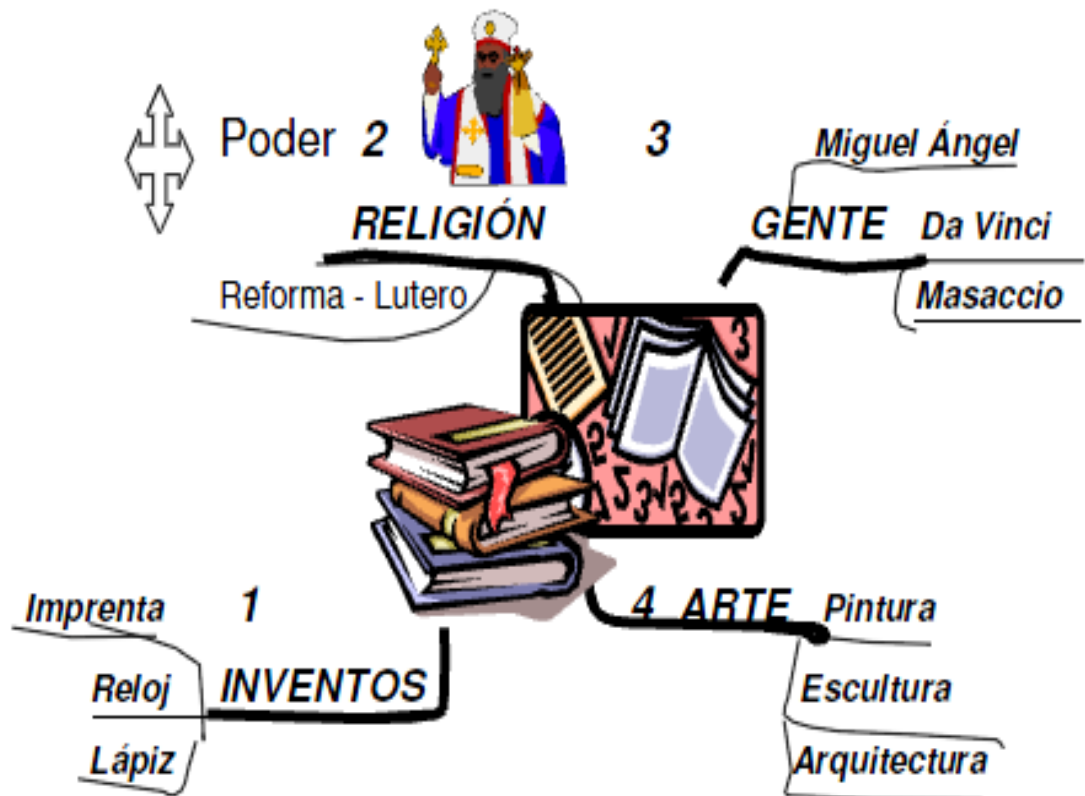 Poder 2
3
Miguel Ángel
RELIGIÓN
GENTE Da Vinci
Reforma - Lutero
Masaccio
Imprenta 1
4 ARTE Pintura
Reloj INVENTOS
Escultura
Lápiz
Arquitectura